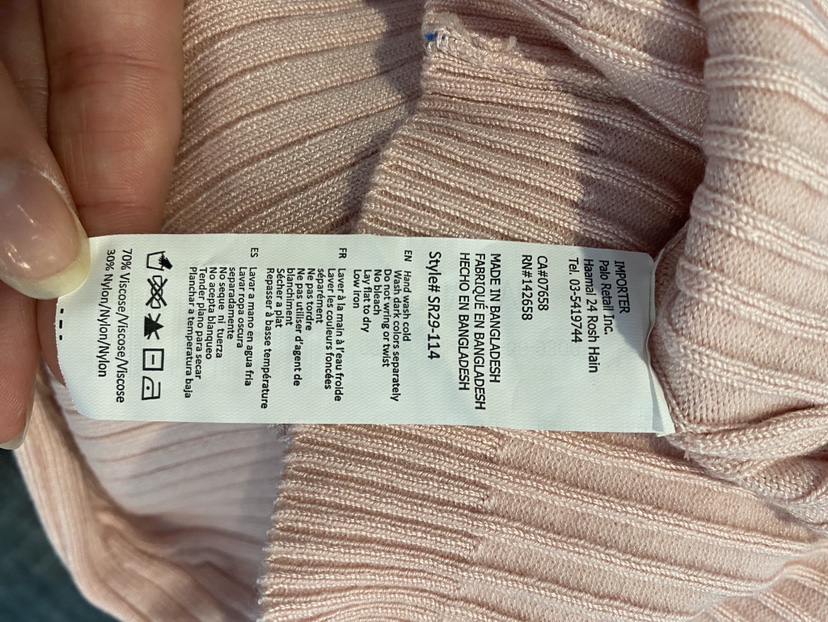 IMPORTER
Palo Retail Inc.
Haamal 24 Rosh Hain
Tel. 03-5419744
CA#07658
RN#142658
MADE IN BANGLADESH
FABRIQUÉ EN BANGLADESH
HECHO EN BANGLADESH
Style# SR29-114
EN Hand wash cold
Wash dark colors separately
Do not wring or twist
No bleach
Lay flat to dry
Low iron
FR Laver à la main à l'eau froide
Laver les couleurs foncées
séparément
Ne pas tordre
Ne pas utiliser d'agent de
blanchiment
Sécher a plat
Repasser à basse température
ES Lavar a mano en agua fria
Lavar ropa oscura
separadamente
No seque ni tuerza
No acepta blanqueo
Tender plano para secar
Planchar a temperatura baja
70% Viscose/Viscose/Viscose
30% Nylon/Nylon/Nylon